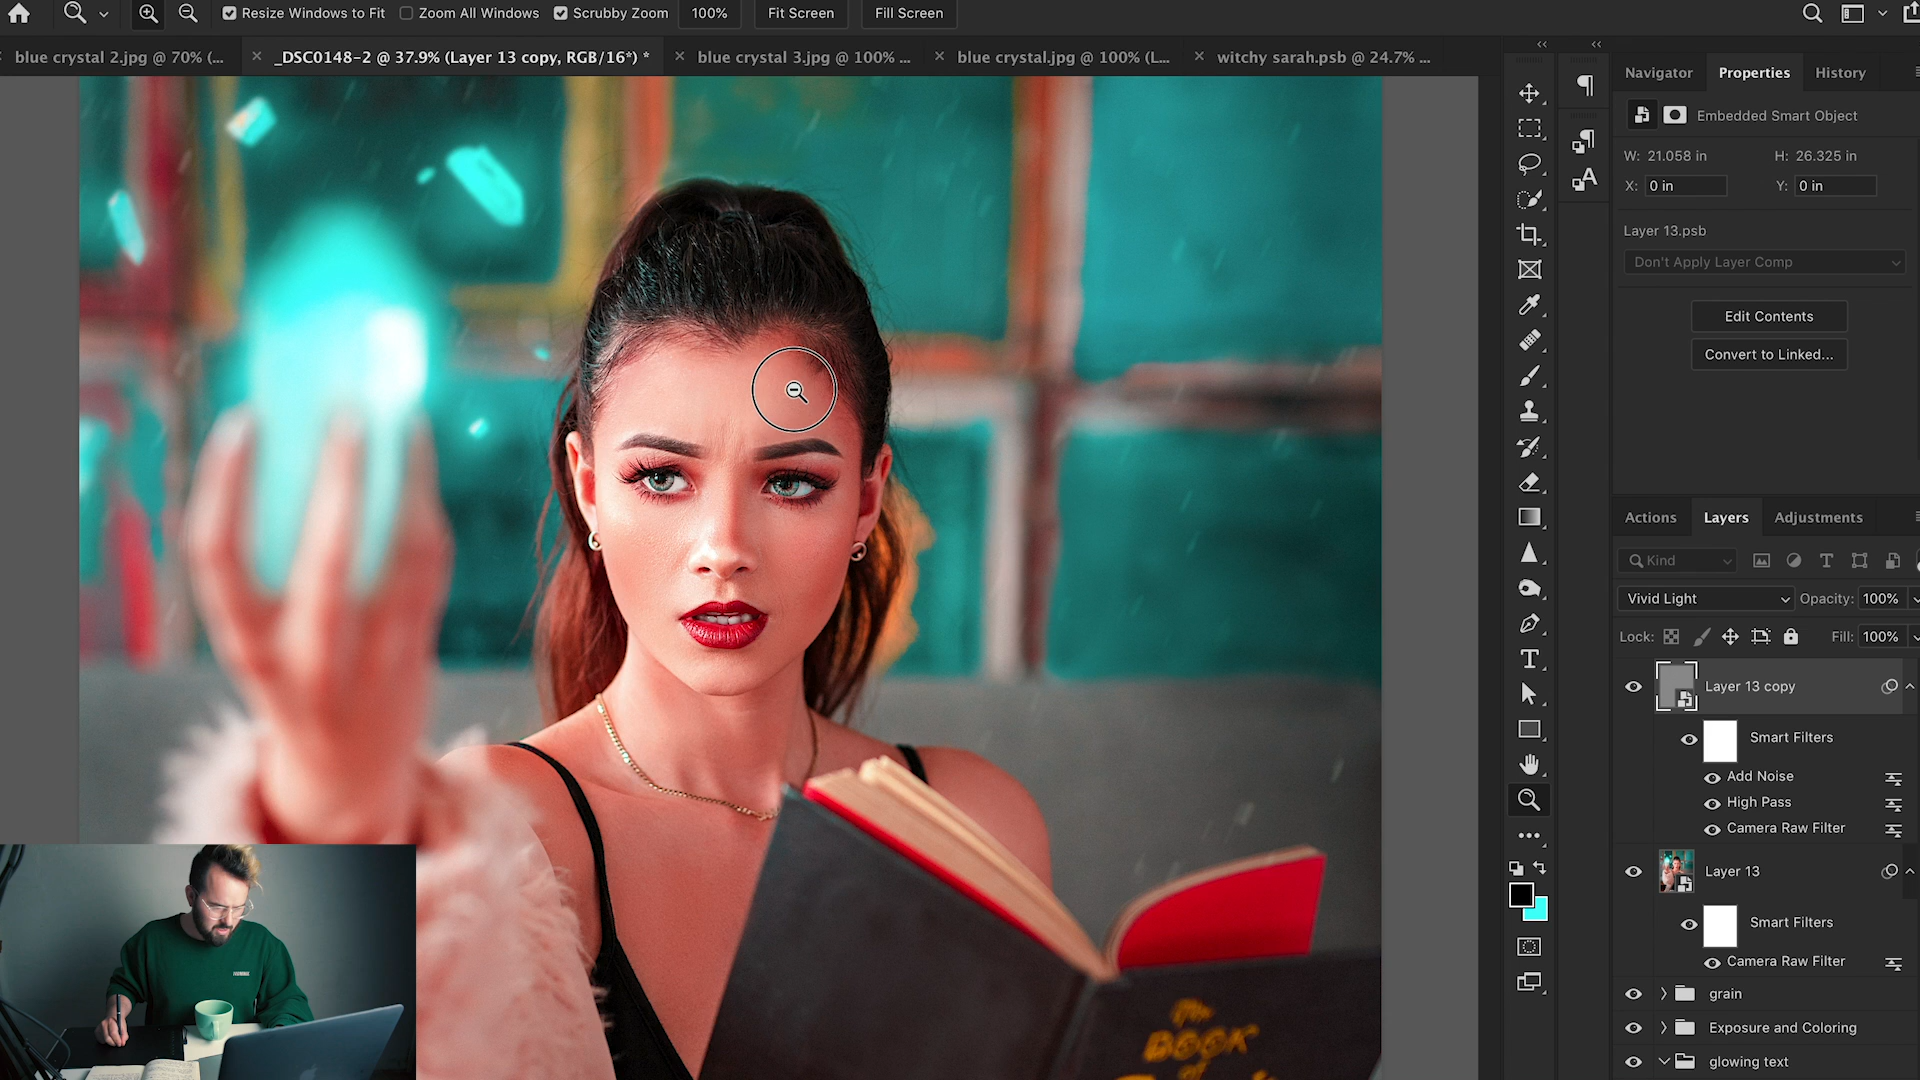 Resize Windows to Fit Zoom All Windows Scrubby Zoom 100% Fit Screen Fill Screen
blue crystal 2.jpg @ 70% (... _DSC0148-2 @ 37.9% (Layer 13 copy, RGB/16*) * blue crystal 3.jpg @ 100% ... blue crystal.jpg @ 100% (L... witchy sarah.psb @ 24.7% ...
Navigator Properties History
Embedded Smart Object
W: 21.058 in H: 26.325 in
X: 0 in Y: 0 in
Layer 13.psb
Don't Apply Layer Comp
Edit Contents
Convert to Linked...
Actions Layers Adjustments
Kind
Vivid Light Opacity: 100%
Lock: Fill: 100%
Layer 13 copy
Smart Filters
Add Noise
High Pass
Camera Raw Filter
Layer 13
Smart Filters
Camera Raw Filter
grain
Exposure and Coloring
glowing text
The
BOOK
of